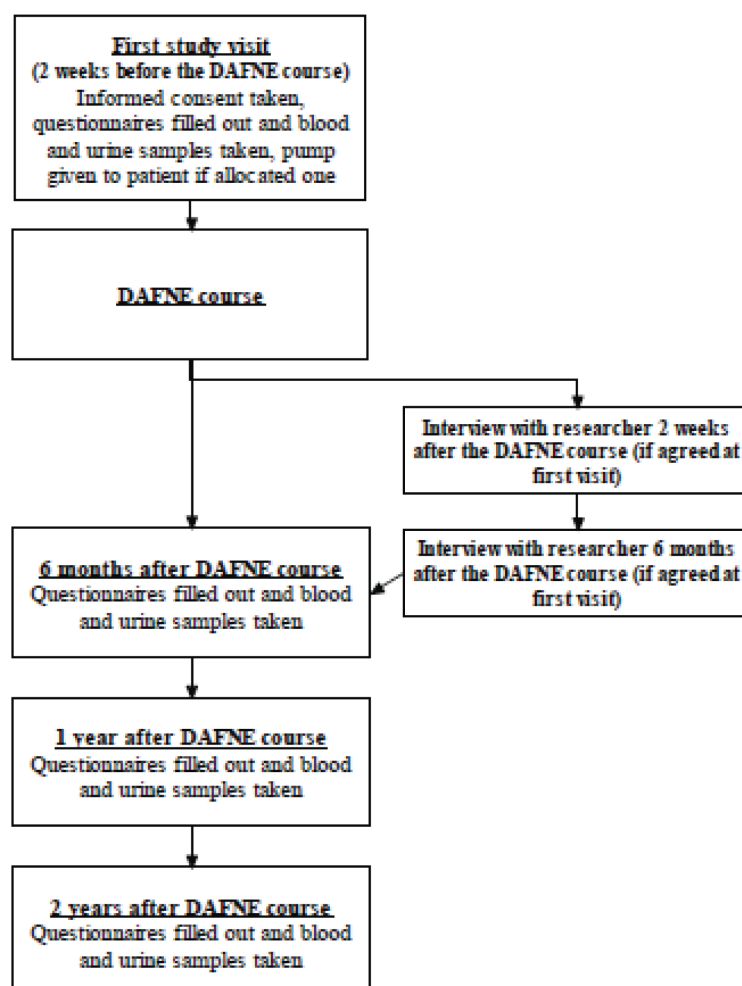 First study visit
(2 weeks before the DAFNE course)
Informed consent taken,
questionnaires filled out and blood
and urine samples taken, pump
given to patient if allocated one
DAFNE course
Interview with researcher 2 weeks
after the DAFNE course (if agreed at
first visit)
Interview with researcher 6 months
after the DAFNE course (if agreed at
first visit)
6 months after DAFNE course
Questionnaires filled out and blood
and urine samples taken
1 year after DAFNE course
Questionnaires filled out and blood
and urine samples taken
2 years after DAFNE course
Questionnaires filled out and blood
and urine samples taken